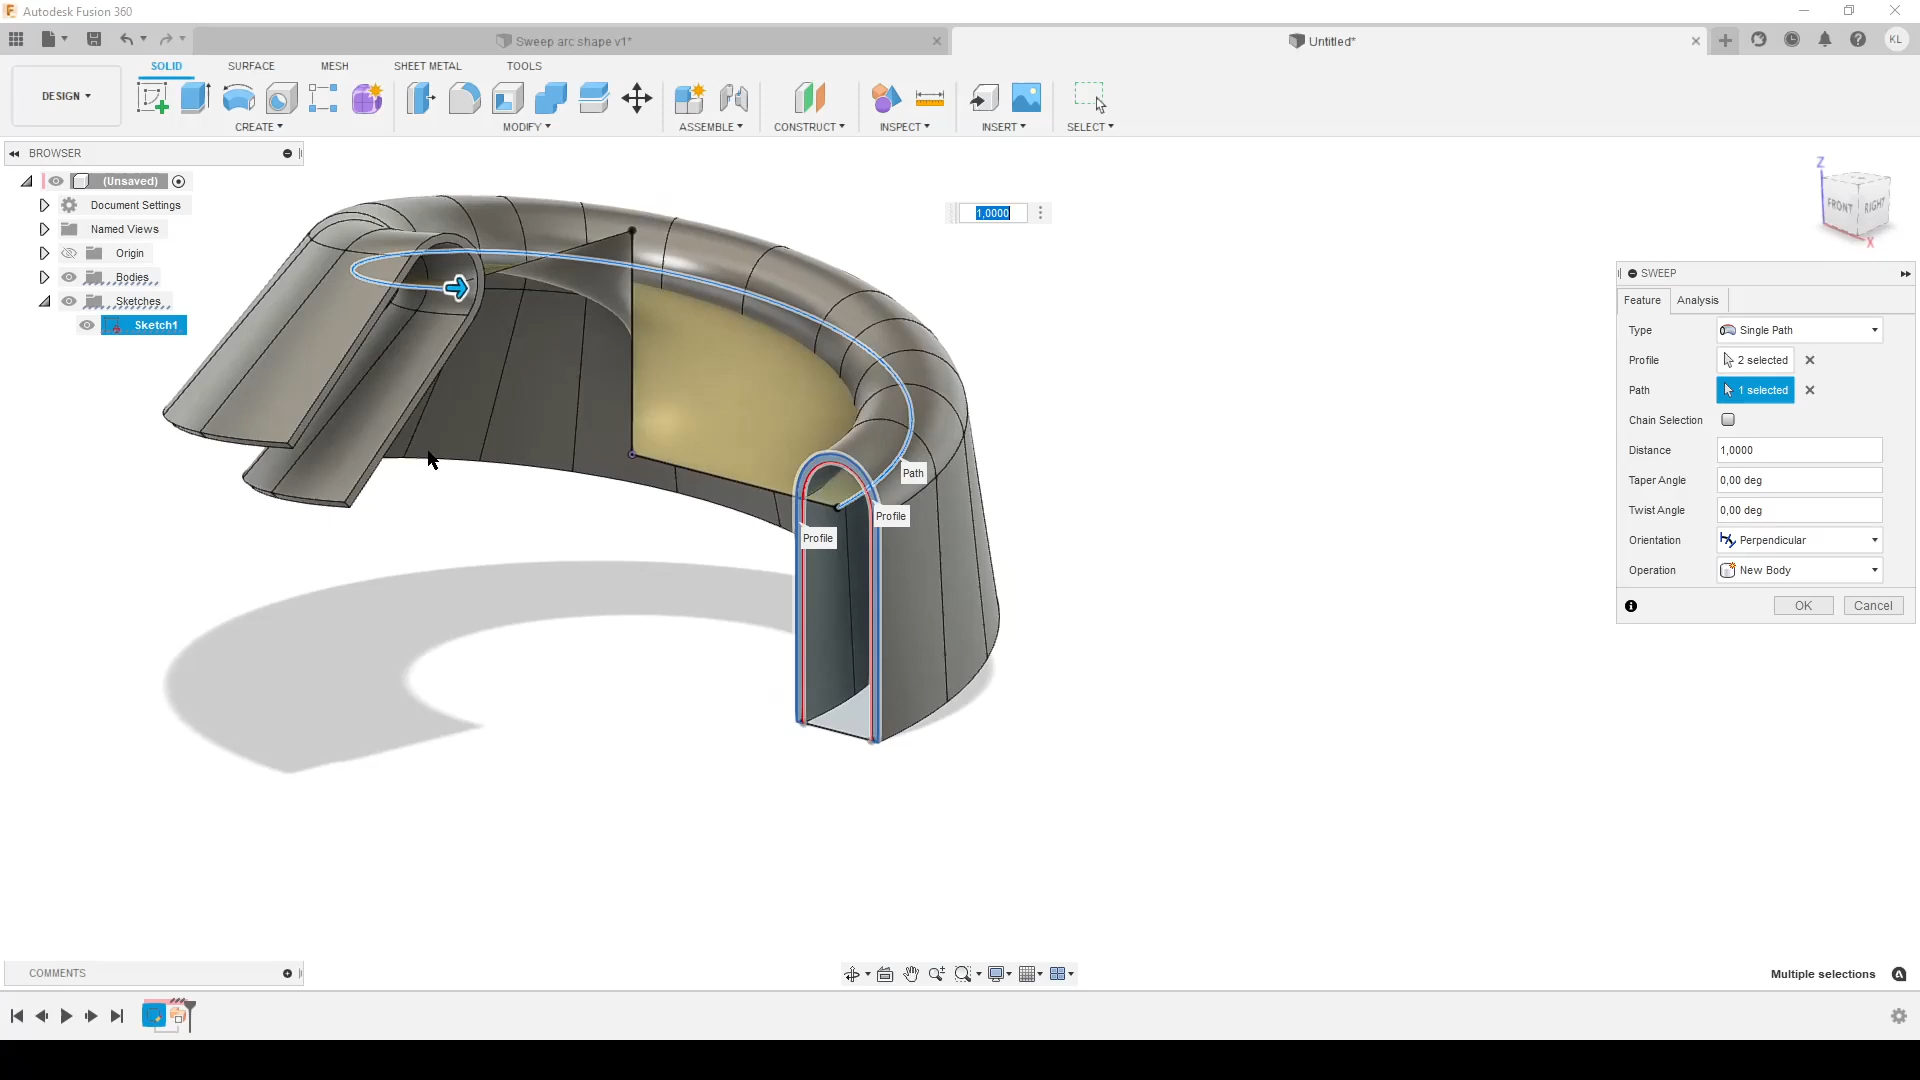 Autodesk Fusion 360
Sweep arc shape v1*
Untitled*
KL
DESIGN
SOLID
SURFACE
MESH
SHEET METAL
TOOLS
CREATE
MODIFY
ASSEMBLE
CONSTRUCT
INSPECT
INSERT
SELECT
BROWSER
(Unsaved)
Document Settings
Named Views
Origin
Bodies
Sketches
Sketch1
1,0000
Z
FRONT
RIGHT
X
Path
Profile
Profile
SWEEP
Feature
Analysis
Type
Single Path
Profile
2 selected
Path
1 selected
Chain Selection
Distance
1,0000
Taper Angle
0,00 deg
Twist Angle
0,00 deg
Orientation
Perpendicular
Operation
New Body
OK
Cancel
COMMENTS
Multiple selections